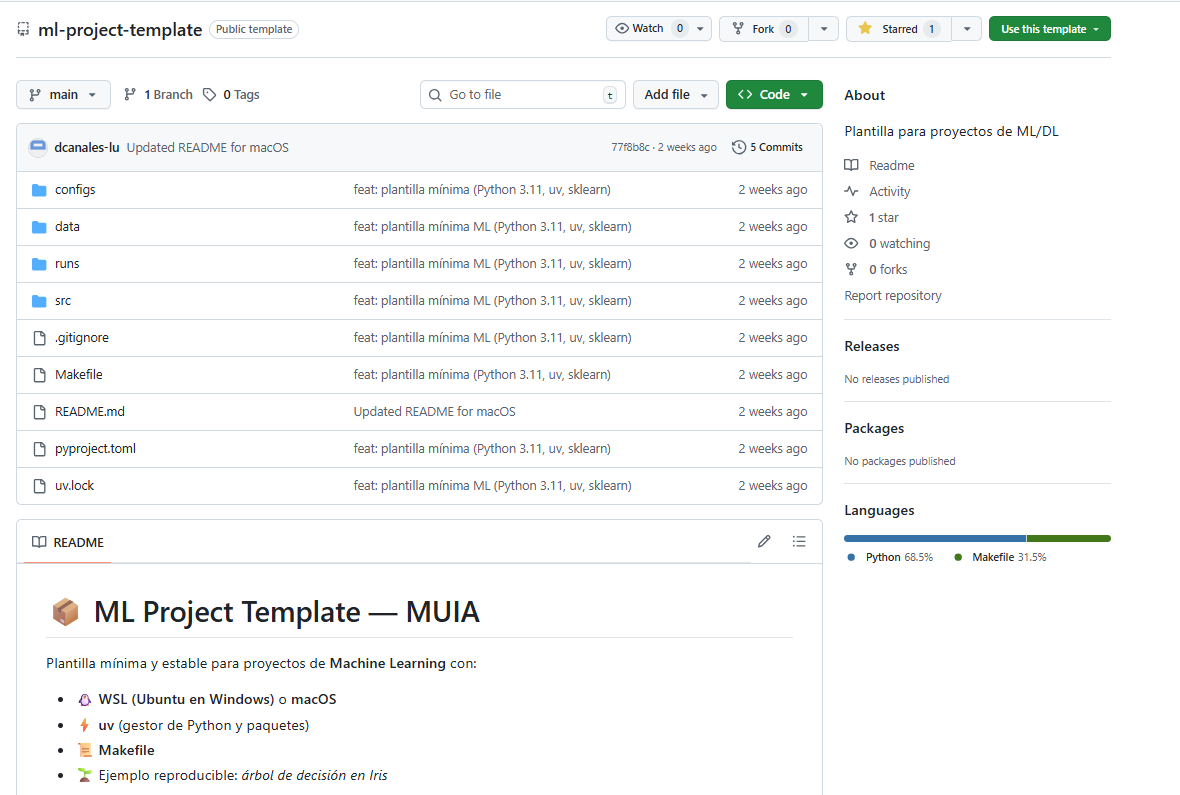 ml-project-template Public template Watch 0 Fork 0 Starred 1 Use this template
main 1 Branch 0 Tags Go to file t Add file Code
dcanales-lu Updated README for macOS 77f8b8c · 2 weeks ago 5 Commits
configs feat: plantilla mínima (Python 3.11, uv, sklearn) 2 weeks ago
data feat: plantilla mínima ML (Python 3.11, uv, sklearn) 2 weeks ago
runs feat: plantilla mínima ML (Python 3.11, uv, sklearn) 2 weeks ago
src feat: plantilla mínima ML (Python 3.11, uv, sklearn) 2 weeks ago
.gitignore feat: plantilla mínima ML (Python 3.11, uv, sklearn) 2 weeks ago
Makefile feat: plantilla mínima (Python 3.11, uv, sklearn) 2 weeks ago
README.md Updated README for macOS 2 weeks ago
pyproject.toml feat: plantilla mínima (Python 3.11, uv, sklearn) 2 weeks ago
uv.lock feat: plantilla mínima ML (Python 3.11, uv, sklearn) 2 weeks ago
README
ML Project Template — MUIA
Plantilla mínima y estable para proyectos de Machine Learning con:
• WSL (Ubuntu en Windows) o macOS
• uv (gestor de Python y paquetes)
• Makefile
• Ejemplo reproducible: árbol de decisión en Iris
About
Plantilla para proyectos de ML/DL
Readme
Activity
1 star
0 watching
0 forks
Report repository
Releases
No releases published
Packages
No packages published
Languages
Python 68.5% Makefile 31.5%